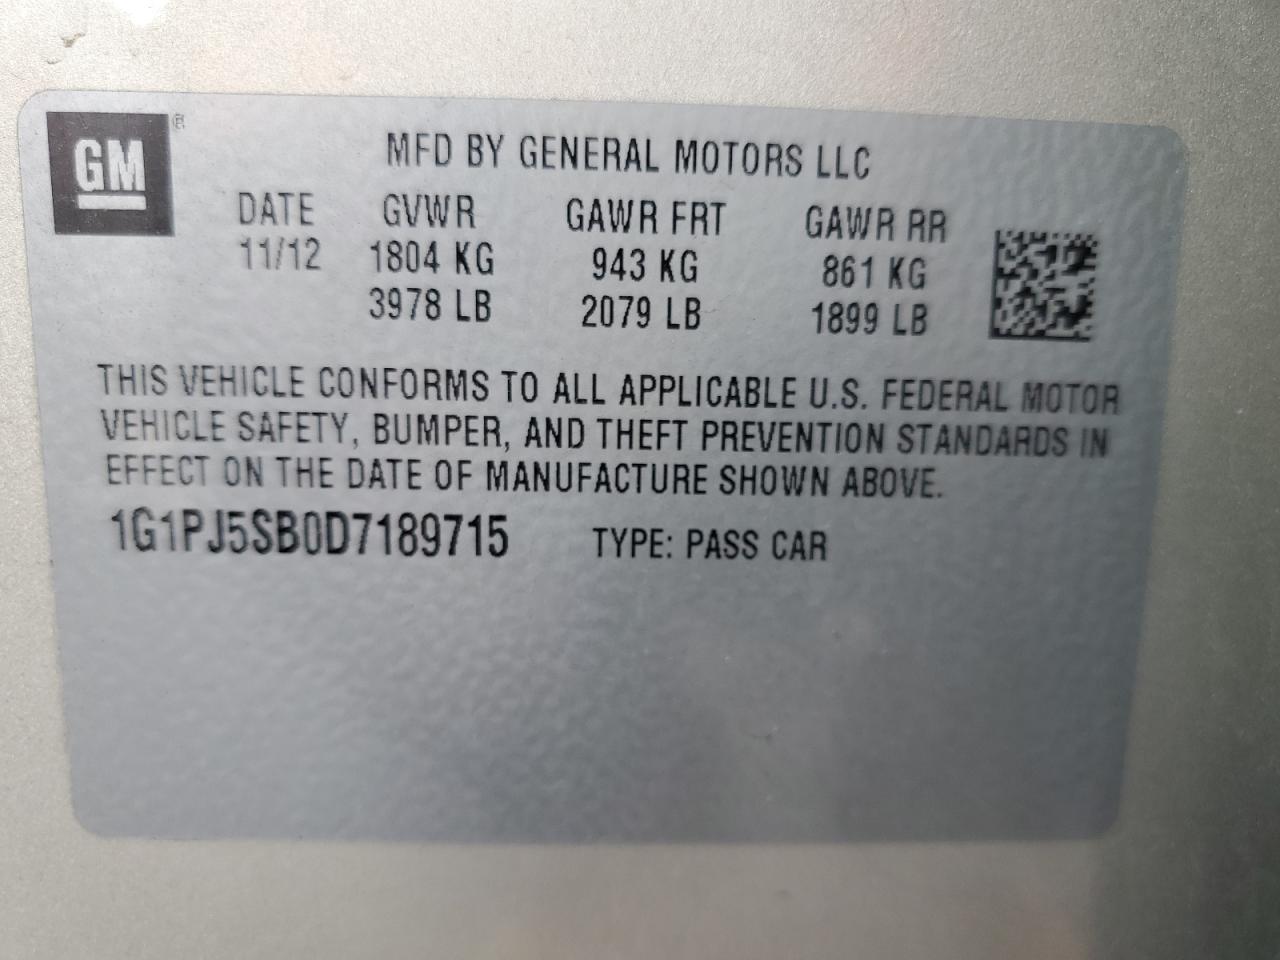 GM ®
MFD BY GENERAL MOTORS LLC
DATE GVWR GAWR FRT GAWR RR
11/12 1804 KG 943 KG 861 KG
3978 LB 2079 LB 1899 LB
THIS VEHICLE CONFORMS TO ALL APPLICABLE U.S. FEDERAL MOTOR
VEHICLE SAFETY, BUMPER, AND THEFT PREVENTION STANDARDS IN
EFFECT ON THE DATE OF MANUFACTURE SHOWN ABOVE.
1G1PJ5SB0D7189715 TYPE: PASS CAR